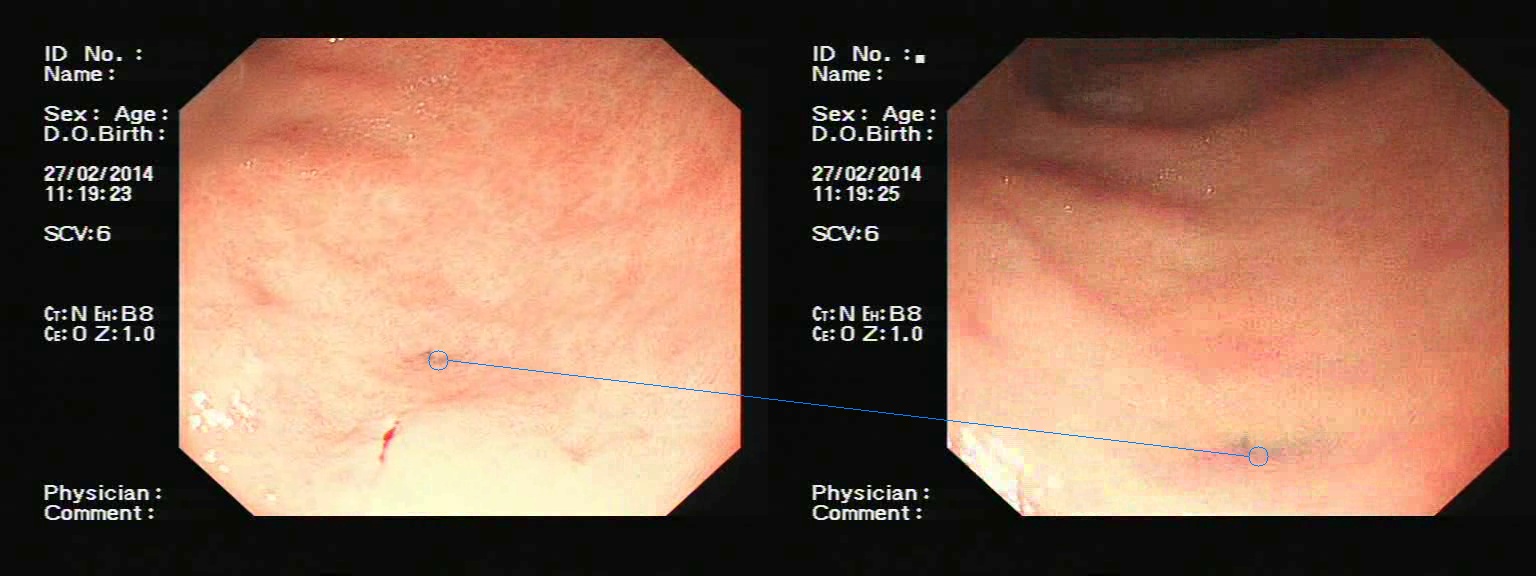 ID No. :
Name:
Sex: Age:
D.O.Birth:
27/02/2014
11:19:23
SCV:6
CT:N EH:B8
CE:0 Z:1.0
Physician:
Comment:
ID No. :
Name:
Sex: Age:
D.O.Birth:
27/02/2014
11:19:25
SCV:6
CT:N EH:B8
CE:0 Z:1.0
Physician:
Comment: